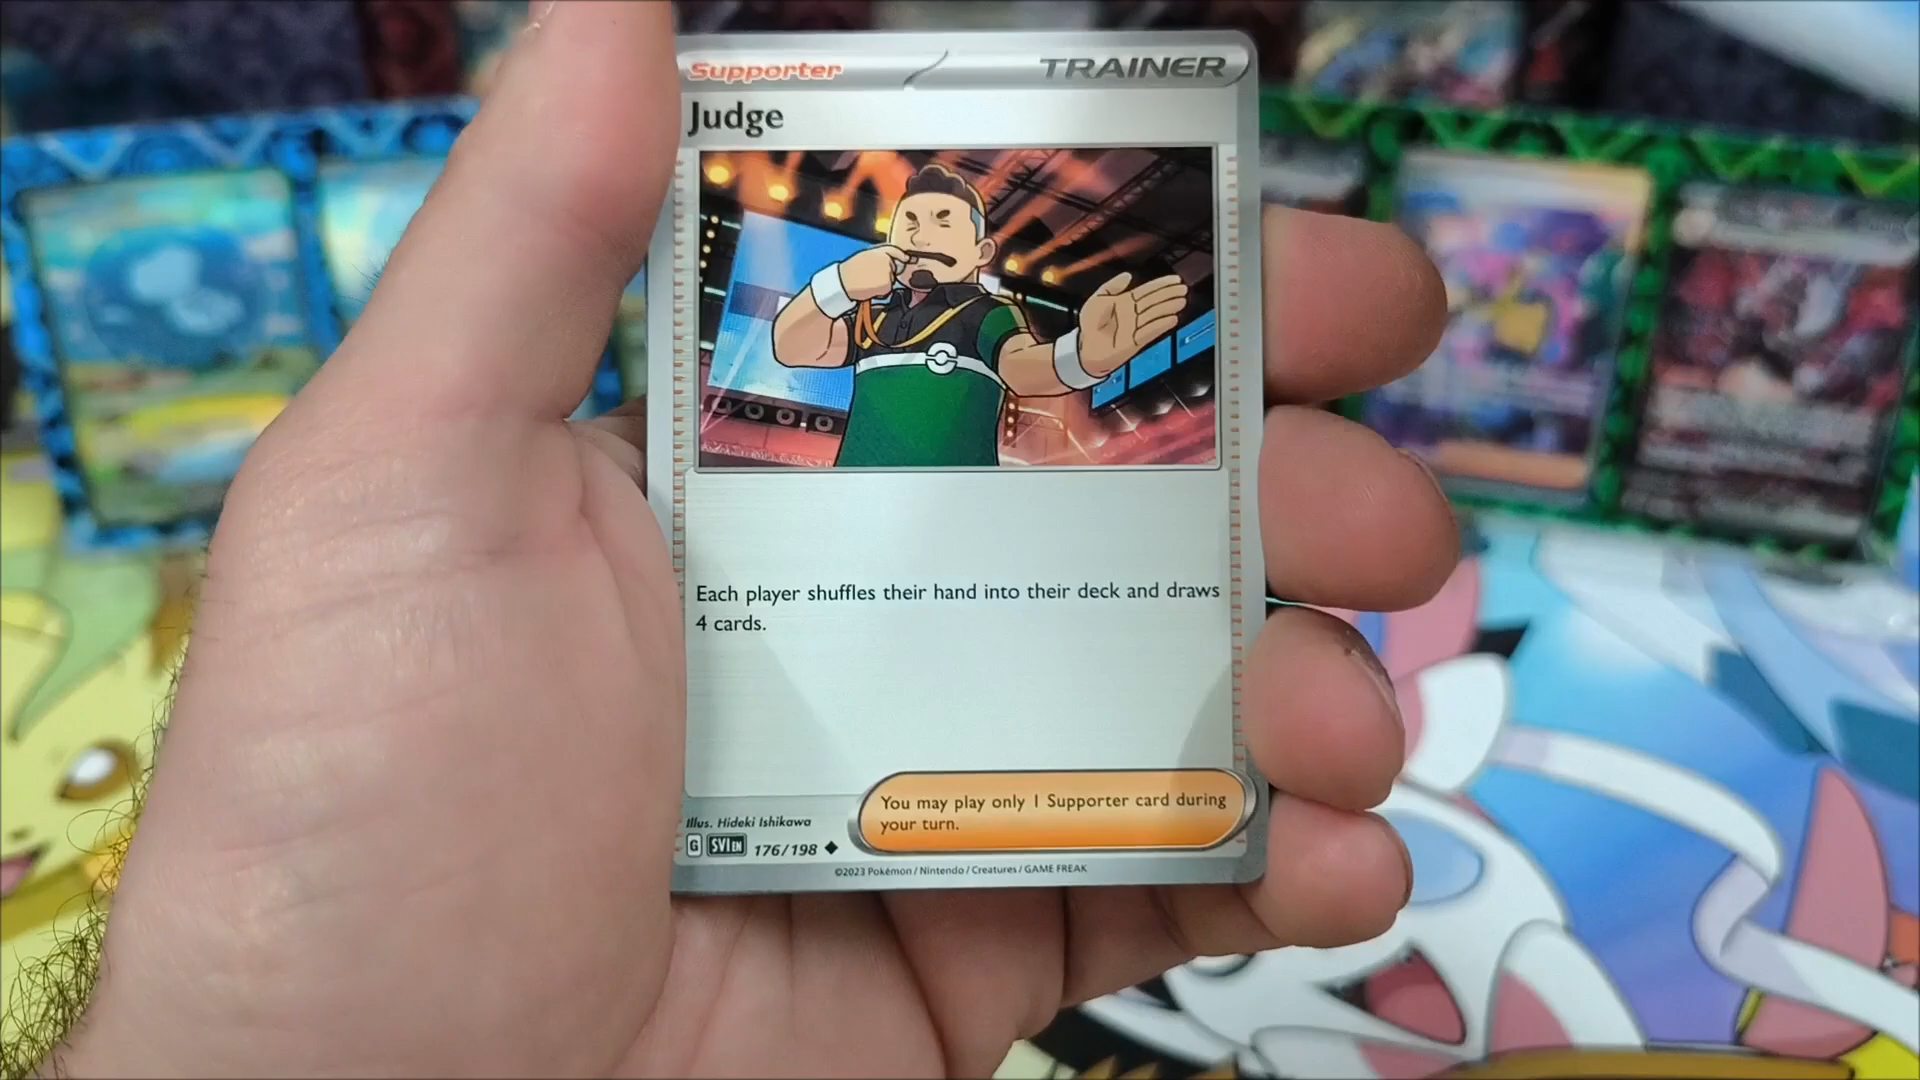 Supporter
TRAINER
Judge
Each player shuffles their hand into their deck and draws
4 cards.
You may play only 1 Supporter card during
your turn.
Illus. Hideki Ishikawa
G SVI EN 176/198
©2023 Pokémon / Nintendo / Creatures / GAME FREAK